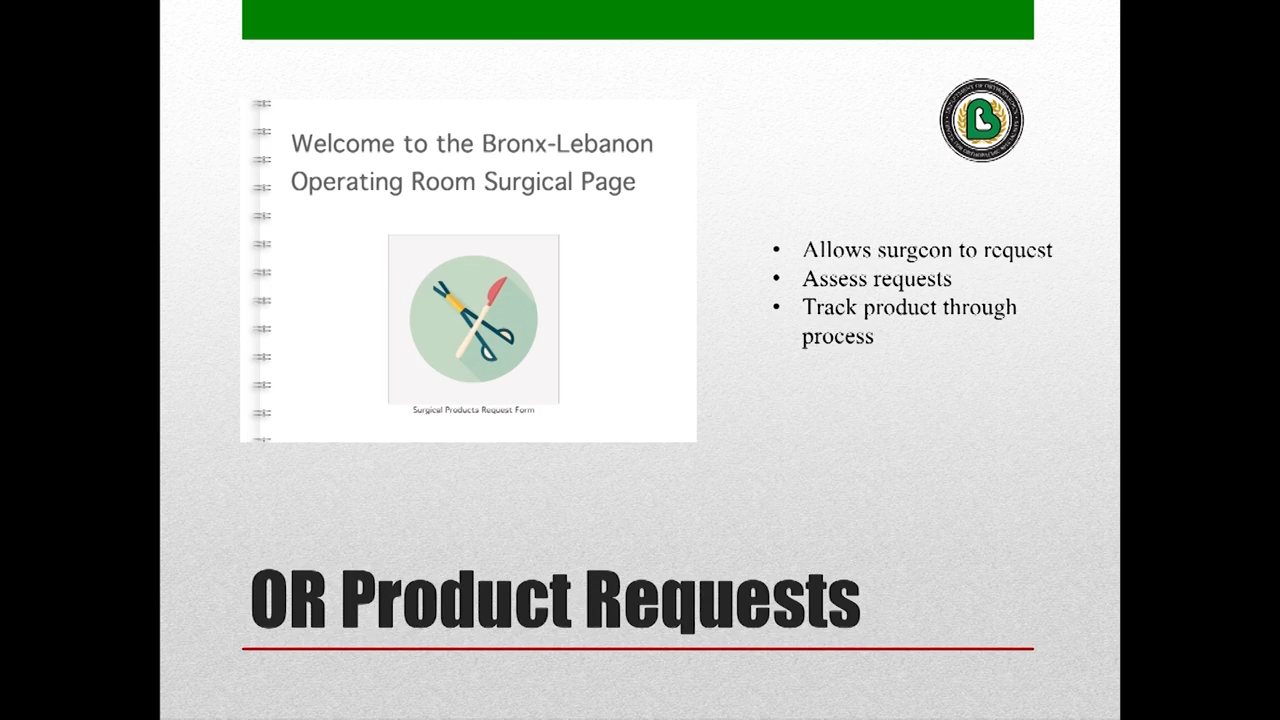 Welcome to the Bronx-Lebanon
Operating Room Surgical Page
Surgical Products Request Form
• Allows surgeon to request
• Assess requests
• Track product through
process
OR Product Requests